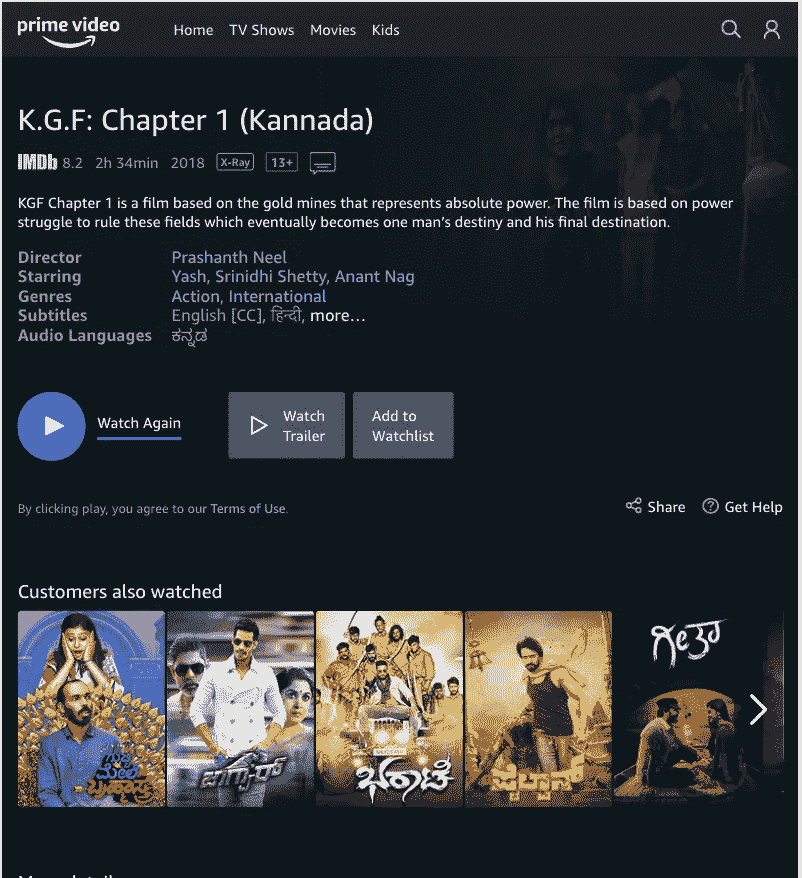 prime video
Home TV Shows Movies Kids
K.G.F: Chapter 1 (Kannada)
IMDb 8.2 2h 34min 2018 X-Ray 13+
KGF Chapter 1 is a film based on the gold mines that represents absolute power. The film is based on power
struggle to rule these fields which eventually becomes one man’s destiny and his final destination.
Director Prashanth Neel
Starring Yash, Srinidhi Shetty, Anant Nag
Genres Action, International
Subtitles English [CC], हिन्दी, more...
Audio Languages ಕನ್ನಡ
Watch Again
Watch
Trailer
Add to
Watchlist
By clicking play, you agree to our Terms of Use.
Share Get Help
Customers also watched
ಗೀತಾ
ಭರಾಟೆ
ಪೈಲ್ವಾನ್